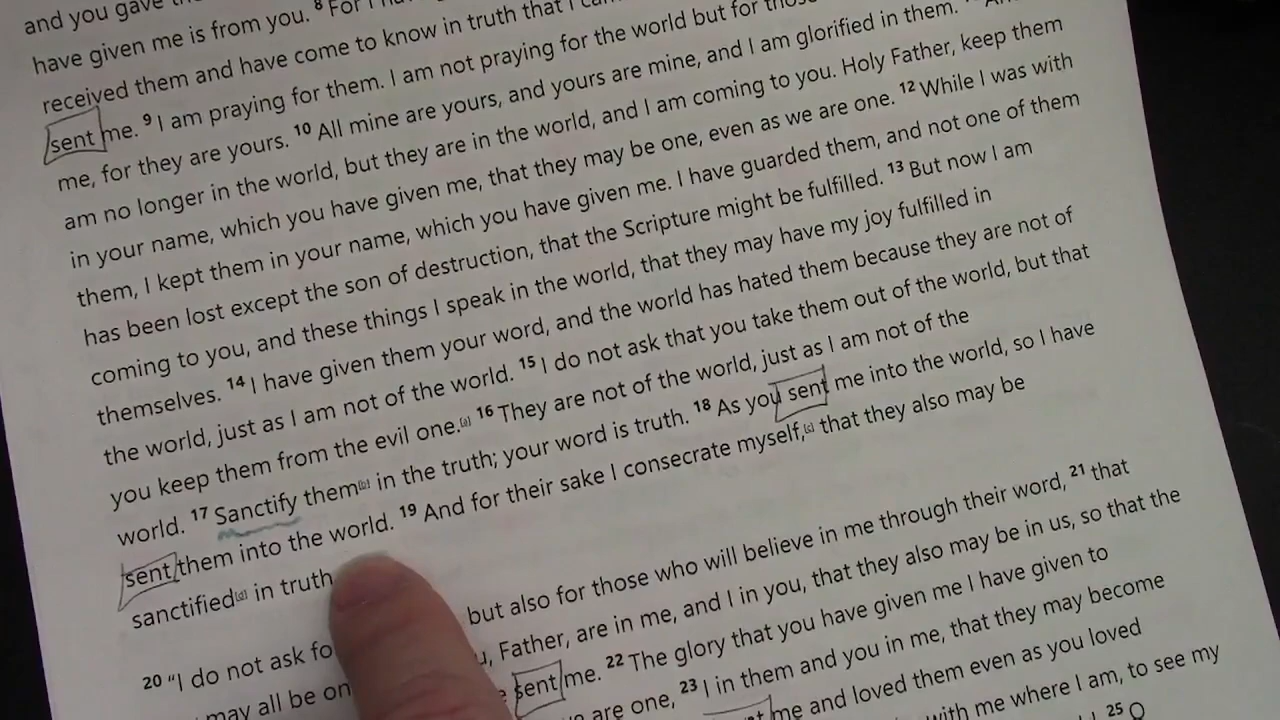 and you gave
have given me is from you. 8 For I
received them and have come to know in truth that I
sent me. 9 I am praying for them. I am not praying for the world but for those
me, for they are yours. 10 All mine are yours, and yours are mine, and I am glorified in them.
am no longer in the world, but they are in the world, and I am coming to you. Holy Father, keep them
in your name, which you have given me, that they may be one, even as we are one. 12 While I was with
them, I kept them in your name, which you have given me. I have guarded them, and not one of them
has been lost except the son of destruction, that the Scripture might be fulfilled. 13 But now I am
coming to you, and these things I speak in the world, that they may have my joy fulfilled in
themselves. 14 I have given them your word, and the world has hated them because they are not of
the world, just as I am not of the world. 15 I do not ask that you take them out of the world, but that
you keep them from the evil one.[a] 16 They are not of the world, just as I am not of the
world. 17 Sanctify them[b] in the truth; your word is truth. 18 As you sent me into the world, so I have
sent them into the world. 19 And for their sake I consecrate myself,[c] that they also may be
sanctified[d] in truth
20 "I do not ask fo but also for those who will believe in me through their word, 21 that
may all be on Father, are in me, and I in you, that they also may be in us, so that the
sent me. 22 The glory that you have given me I have given to
are one, 23 I in them and you in me, that they may become
me and loved them even as you loved
with me where I am, to see my
25 O